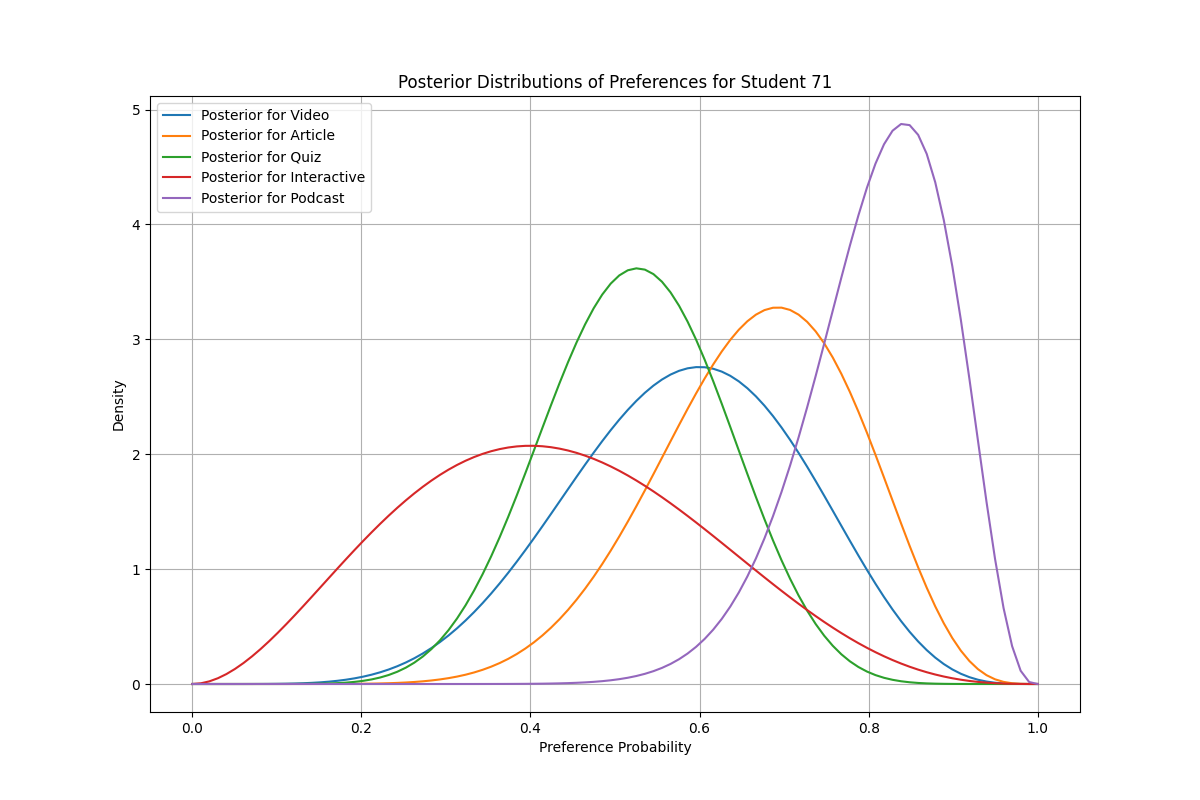 Posterior Distributions of Preferences for Student 71
Posterior for Video
Posterior for Article
Posterior for Quiz
Posterior for Interactive
Posterior for Podcast
Density
5
4
3
2
1
0
0.0 0.2 0.4 0.6 0.8 1.0
Preference Probability